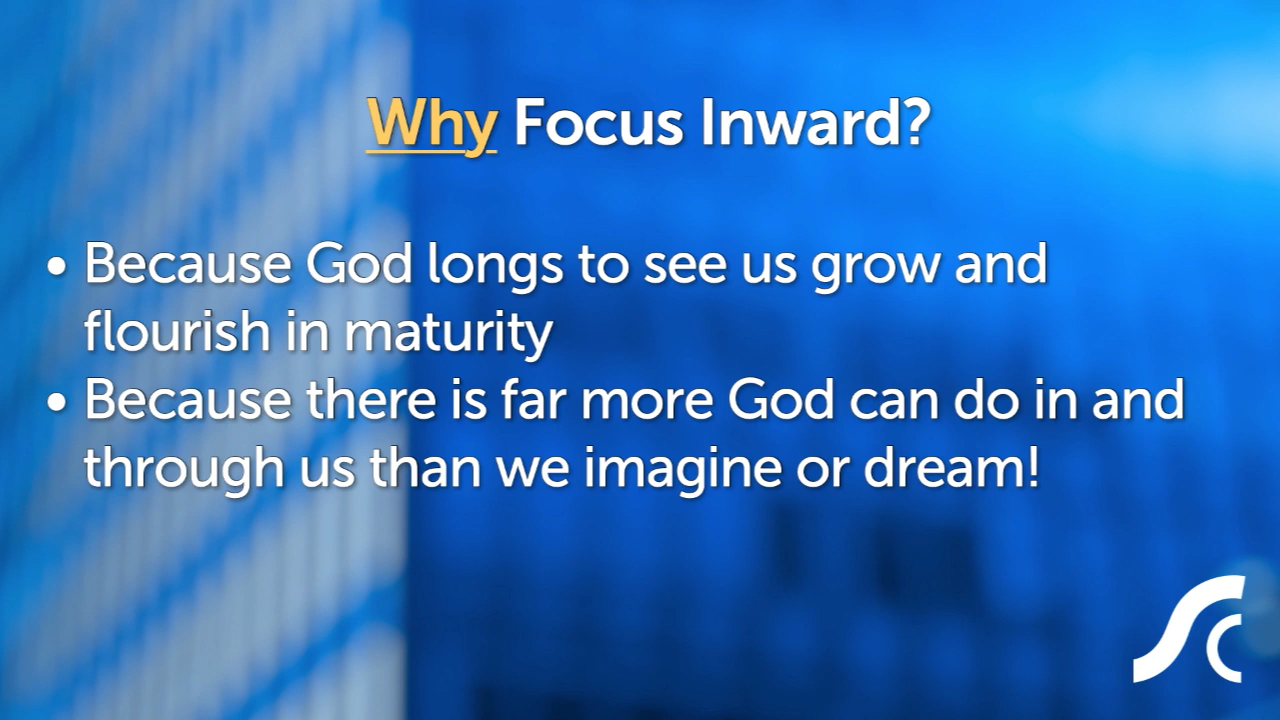 Why Focus Inward?
• Because God longs to see us grow and
flourish in maturity
• Because there is far more God can do in and
through us than we imagine or dream!